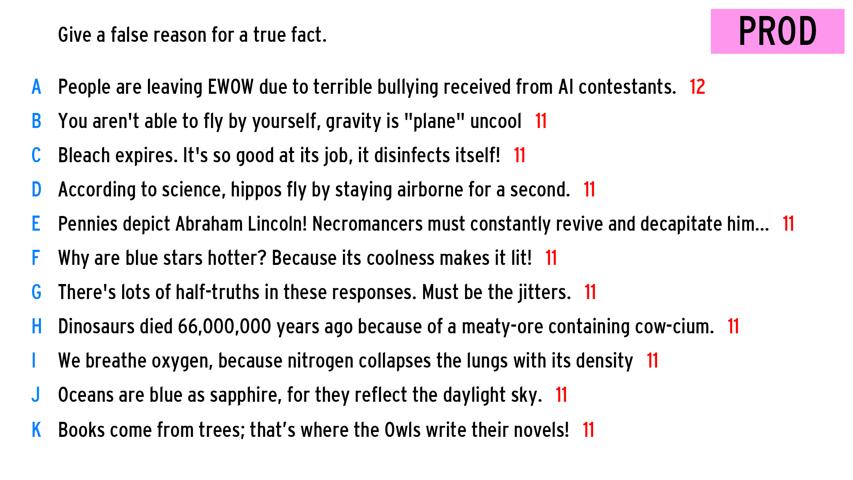 Give a false reason for a true fact.
PROD
A People are leaving EWOW due to terrible bullying received from AI contestants. 12
B You aren't able to fly by yourself, gravity is "plane" uncool 11
C Bleach expires. It's so good at its job, it disinfects itself! 11
D According to science, hippos fly by staying airborne for a second. 11
E Pennies depict Abraham Lincoln! Necromancers must constantly revive and decapitate him... 11
F Why are blue stars hotter? Because its coolness makes it lit! 11
G There's lots of half-truths in these responses. Must be the jitters. 11
H Dinosaurs died 66,000,000 years ago because of a meaty-ore containing cow-cium. 11
I We breathe oxygen, because nitrogen collapses the lungs with its density 11
J Oceans are blue as sapphire, for they reflect the daylight sky. 11
K Books come from trees; that’s where the Owls write their novels! 11